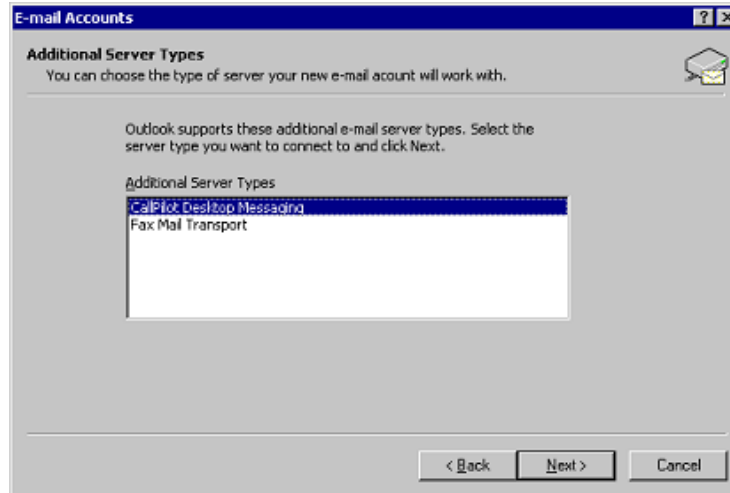 E-mail Accounts
Additional Server Types
You can choose the type of server your new e-mail acount will work with.
Outlook supports these additional e-mail server types. Select the
server type you want to connect to and click Next.
Additional Server Types
CallPilot Desktop Messaging
Fax Mail Transport
< Back
Next >
Cancel